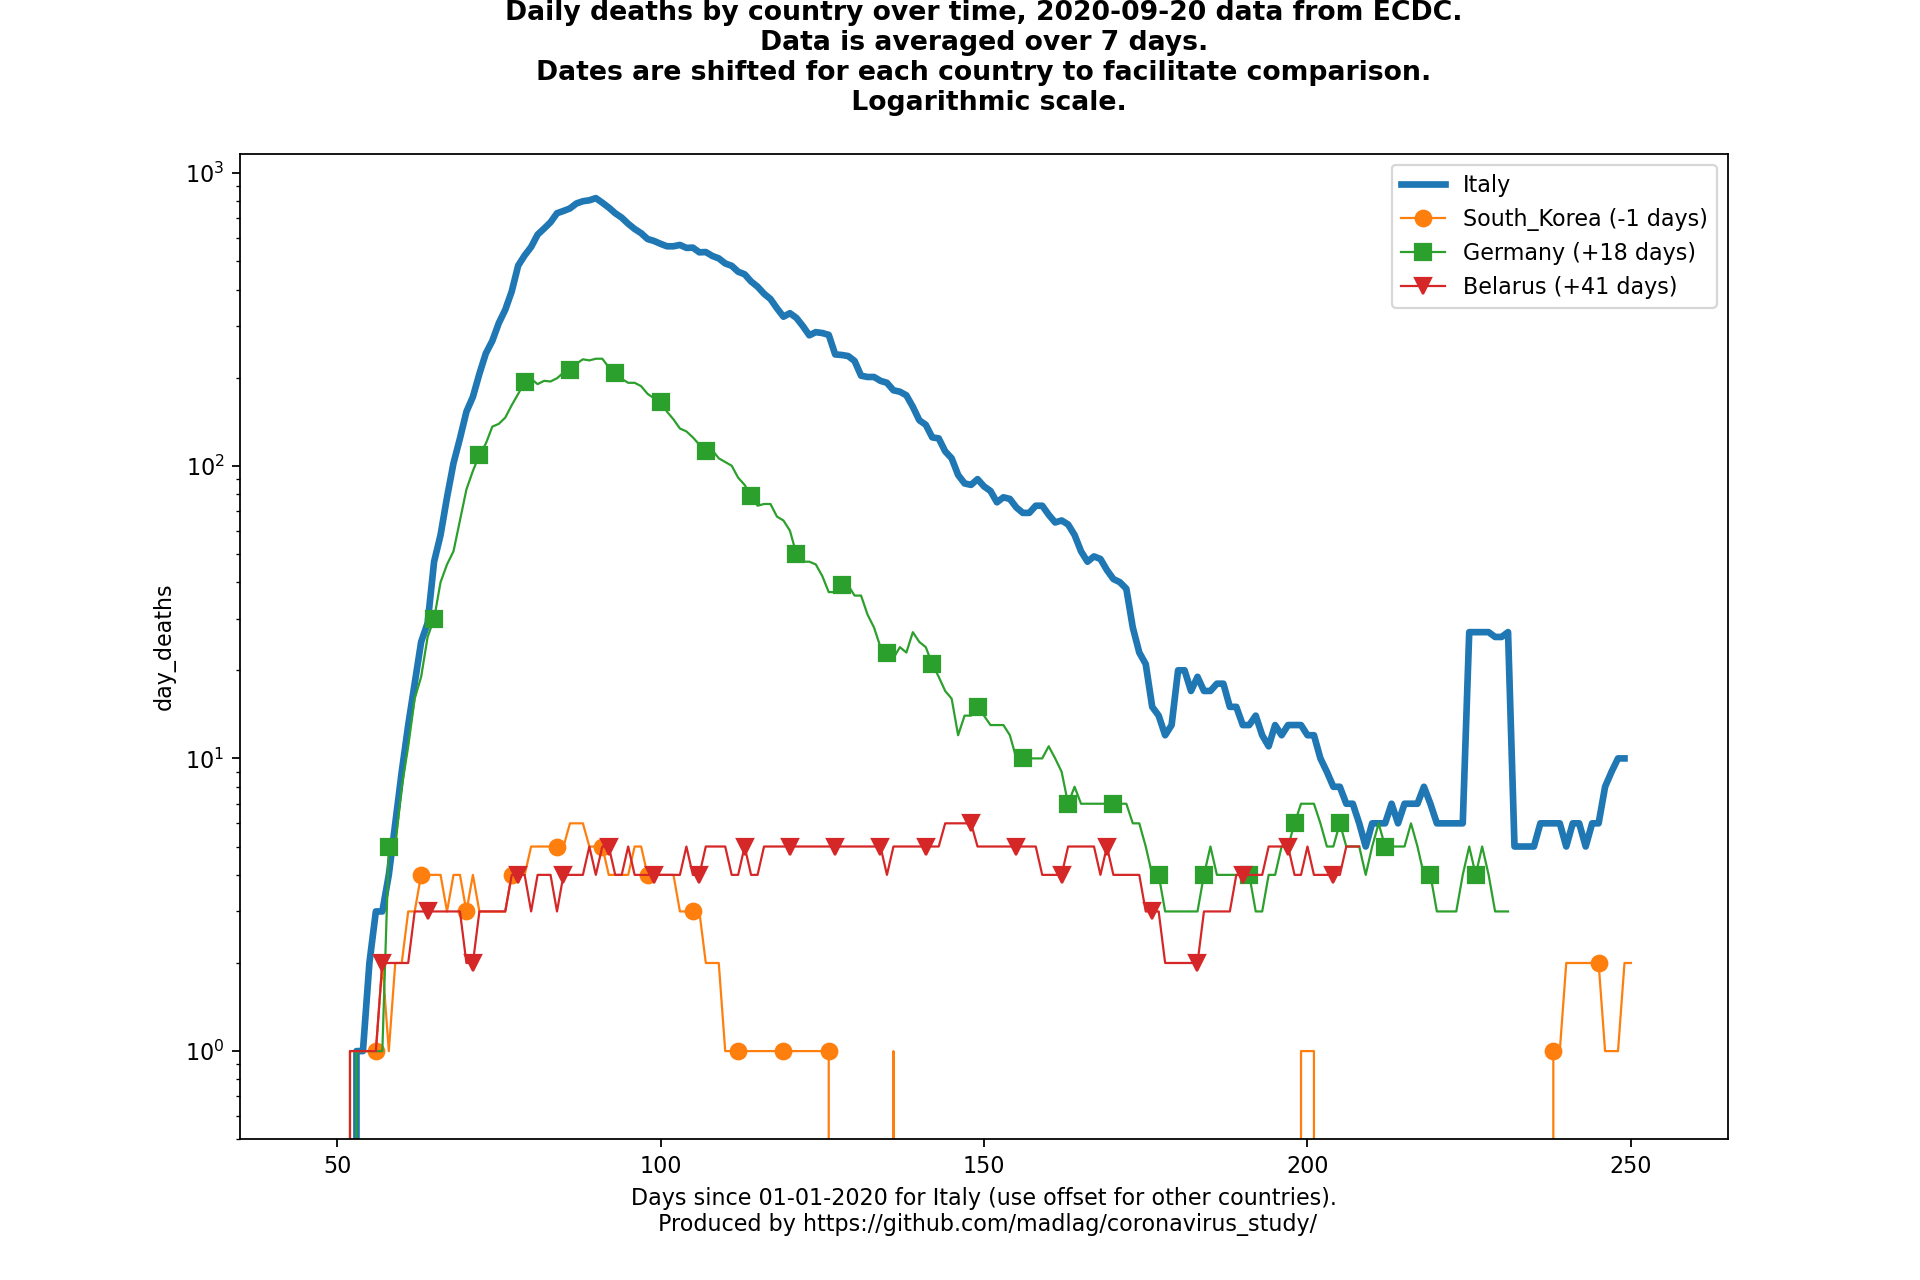 Daily deaths by country over time, 2020-09-20 data from ECDC.
Data is averaged over 7 days.
Dates are shifted for each country to facilitate comparison.
Logarithmic scale.
10³
10²
10¹
10⁰
day_deaths
Italy
South_Korea (-1 days)
Germany (+18 days)
Belarus (+41 days)
50 100 150 200 250
Days since 01-01-2020 for Italy (use offset for other countries).
Produced by https://github.com/madlag/coronavirus_study/